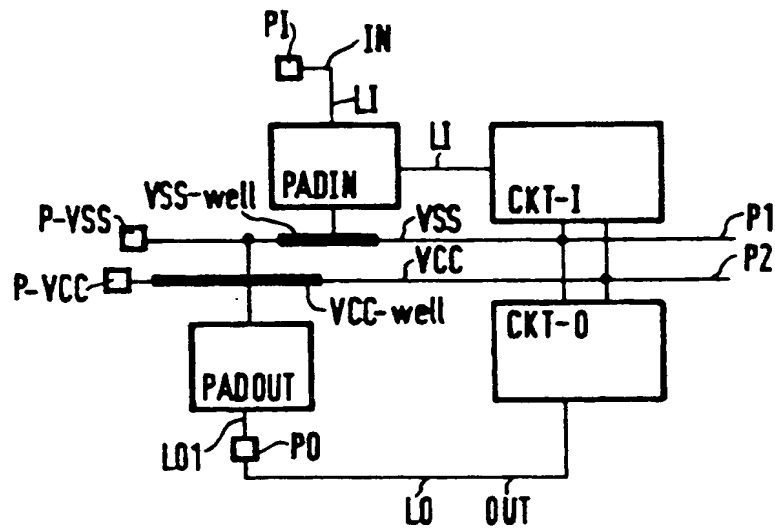 PI
IN
LI
PADIN
LI
CKT-I
VSS-well
P-VSS
VSS
P1
P-VCC
VCC
P2
VCC-well
CKT-O
PADOUT
LO1
PO
LO
OUT